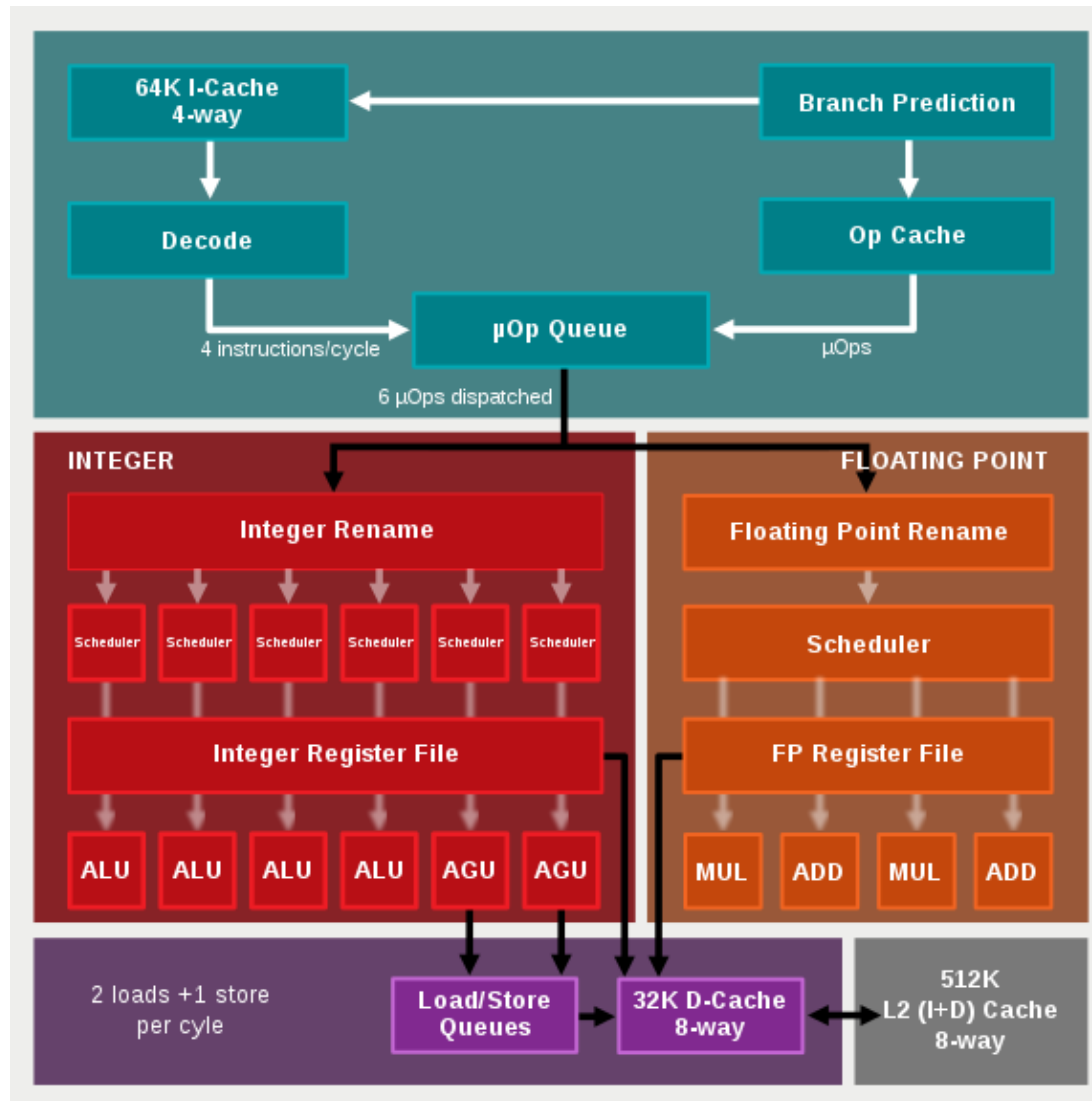 64K I-Cache
4-way
Branch Prediction
Decode
Op Cache
µOp Queue
4 instructions/cycle
µOps
6 µOps dispatched
INTEGER
FLOATING POINT
Integer Rename
Floating Point Rename
Scheduler
Scheduler
Scheduler
Scheduler
Scheduler
Scheduler
Scheduler
Integer Register File
FP Register File
ALU
ALU
ALU
ALU
AGU
AGU
MUL
ADD
MUL
ADD
2 loads +1 store
per cyle
Load/Store
Queues
32K D-Cache
8-way
512K
L2 (I+D) Cache
8-way